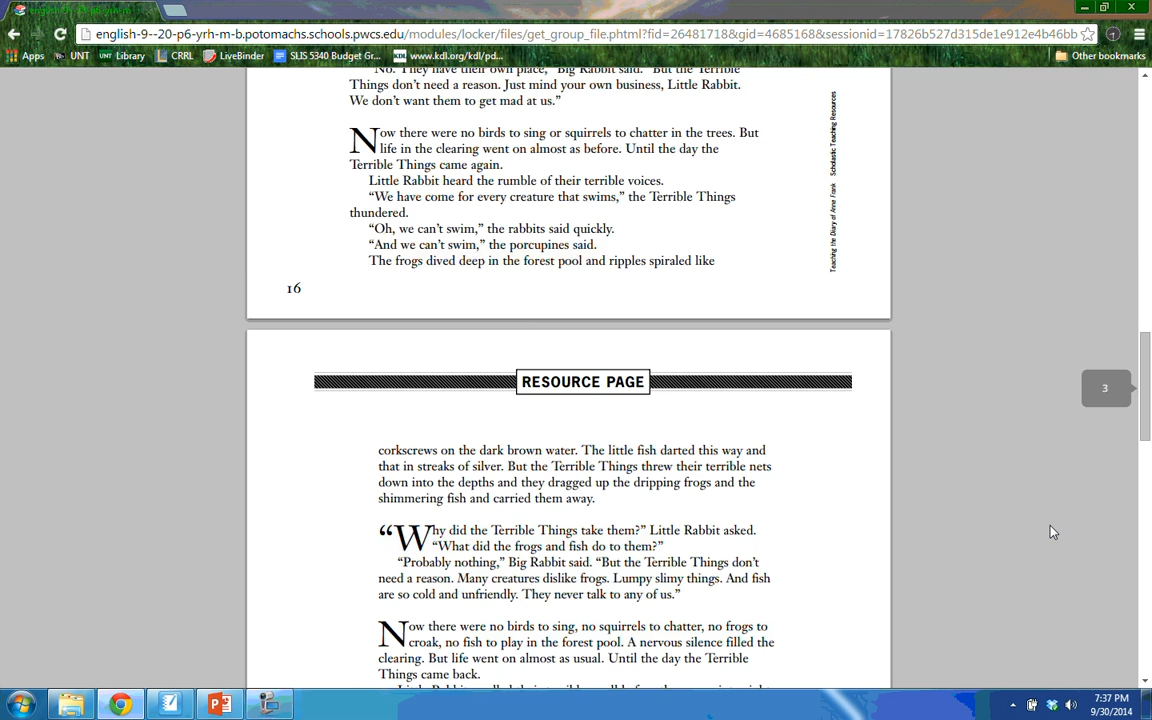 english-9--20-p6-yrh-m-b.potomachs.schools.pwcs.edu/modules/locker/files/get_group_file.phtml?fid=26481718&gid=4685168&sessionid=17826b527d315de1e912e4b46bb
Apps UNT UNT Library CRRL LiveBinder SLIS 5340 Budget Gr... KDL www.kdl.org/kdl/pd... Other bookmarks
"No. They have their own place," Big Rabbit said. "But the Terrible
Things don't need a reason. Just mind your own business, Little Rabbit.
We don't want them to get mad at us."
Now there were no birds to sing or squirrels to chatter in the trees. But
life in the clearing went on almost as before. Until the day the
Terrible Things came again.
Little Rabbit heard the rumble of their terrible voices.
"We have come for every creature that swims," the Terrible Things
thundered.
"Oh, we can't swim," the rabbits said quickly.
"And we can't swim," the porcupines said.
The frogs dived deep in the forest pool and ripples spiraled like
16
Teaching the Diary of Anne Frank Scholastic Teaching Resources
RESOURCE PAGE
corkscrews on the dark brown water. The little fish darted this way and
that in streaks of silver. But the Terrible Things threw their terrible nets
down into the depths and they dragged up the dripping frogs and the
shimmering fish and carried them away.
"Why did the Terrible Things take them?" Little Rabbit asked.
"What did the frogs and fish do to them?"
"Probably nothing," Big Rabbit said. "But the Terrible Things don't
need a reason. Many creatures dislike frogs. Lumpy slimy things. And fish
are so cold and unfriendly. They never talk to any of us."
Now there were no birds to sing, no squirrels to chatter, no frogs to
croak, no fish to play in the forest pool. A nervous silence filled the
clearing. But life went on almost as usual. Until the day the Terrible
Things came back.
3
7:37 PM
9/30/2014